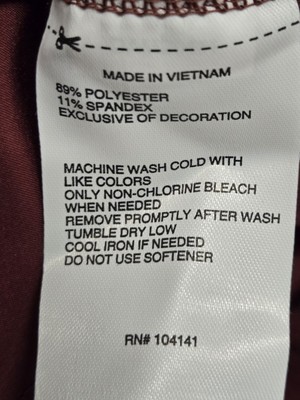 MADE IN VIETNAM
89% POLYESTER
11% SPANDEX
EXCLUSIVE OF DECORATION
MACHINE WASH COLD WITH
LIKE COLORS
ONLY NON-CHLORINE BLEACH
WHEN NEEDED
REMOVE PROMPTLY AFTER WASH
TUMBLE DRY LOW
COOL IRON IF NEEDED
DO NOT USE SOFTENER
RN# 104141